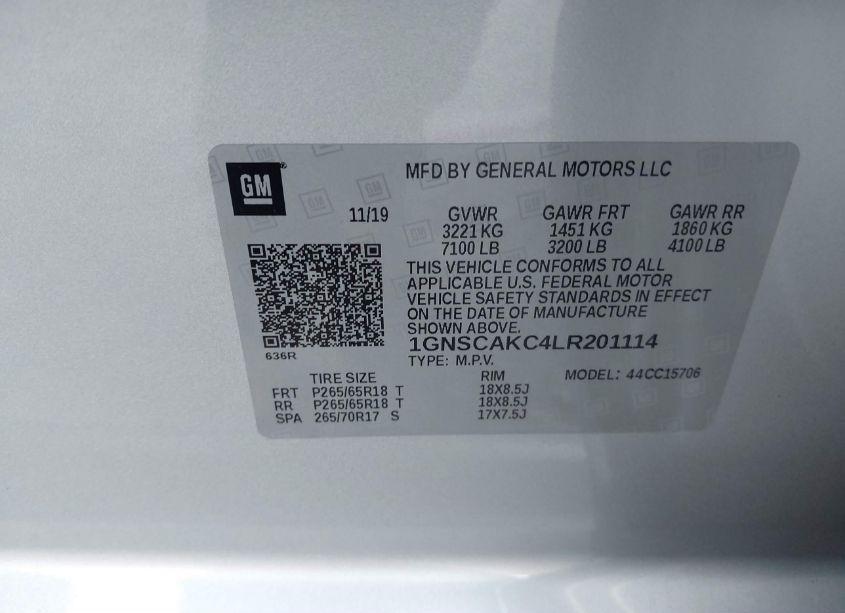 GM
MFD BY GENERAL MOTORS LLC
11/19
GVWR GAWR FRT GAWR RR
3221 KG 1451 KG 1860 KG
7100 LB 3200 LB 4100 LB
THIS VEHICLE CONFORMS TO ALL
APPLICABLE U.S. FEDERAL MOTOR
VEHICLE SAFETY STANDARDS IN EFFECT
ON THE DATE OF MANUFACTURE
SHOWN ABOVE.
1GNSCAKC4LR201114
636R
TYPE: M.P.V.
TIRE SIZE RIM MODEL: 44CC15706
FRT P265/65R18 T 18X8.5J
RR P265/65R18 T 18X8.5J
SPA 265/70R17 S 17X7.5J